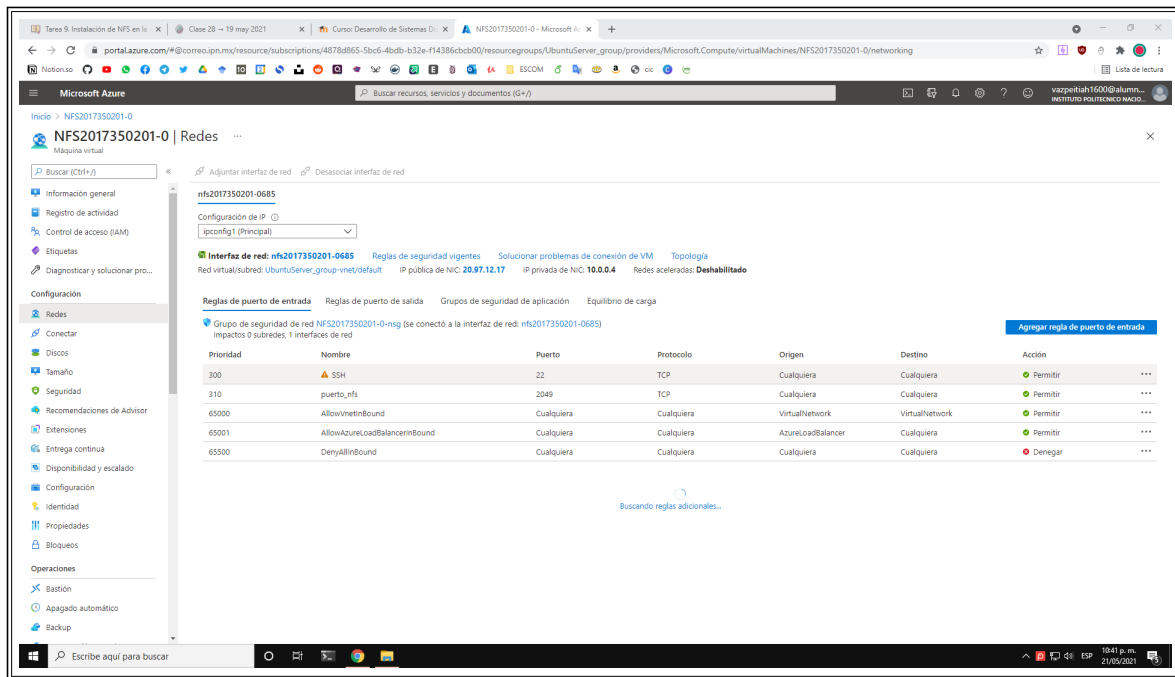 Tarea 9. Instalación de NFS en la
Clase 28 → 19 may 2021
Curso: Desarrollo de Sistemas Di
NFS2017350201-0 - Microsoft A
portal.azure.com/#@correo.ipn.mx/resource/subscriptions/4878d865-5bc6-4bdb-b32e-f14386cbcb00/resourcegroups/UbuntuServer_group/providers/Microsoft.Compute/virtualMachines/NFS2017350201-0/networking
Notion.so
ESCOM
cic
Lista de lectura
Microsoft Azure
Buscar recursos, servicios y documentos (G+/)
vazpeitiah1600@alumn...
INSTITUTO POLITECNICO NACIO...
Inicio > NFS2017350201-0
NFS2017350201-0 | Redes ...
Máquina virtual
Buscar (Ctrl+/)
Adjuntar interfaz de red Desasociar interfaz de red
Información general
Registro de actividad
Control de acceso (IAM)
Etiquetas
Diagnosticar y solucionar pro...
Configuración
Redes
Conectar
Discos
Tamaño
Seguridad
Recomendaciones de Advisor
Extensiones
Entrega continua
Disponibilidad y escalado
Configuración
Identidad
Propiedades
Bloqueos
Operaciones
Bastión
Apagado automático
Backup
nfs2017350201-0685
Configuración de IP
ipconfig1 (Principal)
Interfaz de red: nfs2017350201-0685 Reglas de seguridad vigentes Solucionar problemas de conexión de VM Topología
Red virtual/subred: UbuntuServer_group-vnet/default IP pública de NIC: 20.97.12.17 IP privada de NIC: 10.0.0.4 Redes aceleradas: Deshabilitado
Reglas de puerto de entrada Reglas de puerto de salida Grupos de seguridad de aplicación Equilibrio de carga
Grupo de seguridad de red NFS2017350201-0-nsg (se conectó a la interfaz de red: nfs2017350201-0685)
Impactos 0 subredes, 1 interfaces de red
Agregar regla de puerto de entrada
Prioridad Nombre Puerto Protocolo Origen Destino Acción
300 SSH 22 TCP Cualquiera Cualquiera Permitir
310 puerto_nfs 2049 TCP Cualquiera Cualquiera Permitir
65000 AllowVnetInBound Cualquiera Cualquiera VirtualNetwork VirtualNetwork Permitir
65001 AllowAzureLoadBalancerInBound Cualquiera Cualquiera AzureLoadBalancer Cualquiera Permitir
65500 DenyAllInBound Cualquiera Cualquiera Cualquiera Cualquiera Denegar
Buscando reglas adicionales...
Escribe aquí para buscar
ESP
10:41 p. m.
21/05/2021